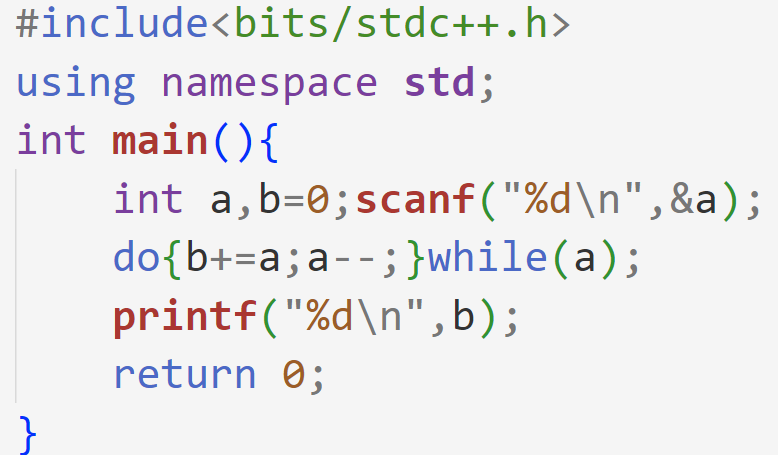 #include<bits/stdc++.h>
using namespace std;
int main(){
    int a,b=0;scanf("%d\n",&a);
    do{b+=a;a--;}while(a);
    printf("%d\n",b);
    return 0;
}